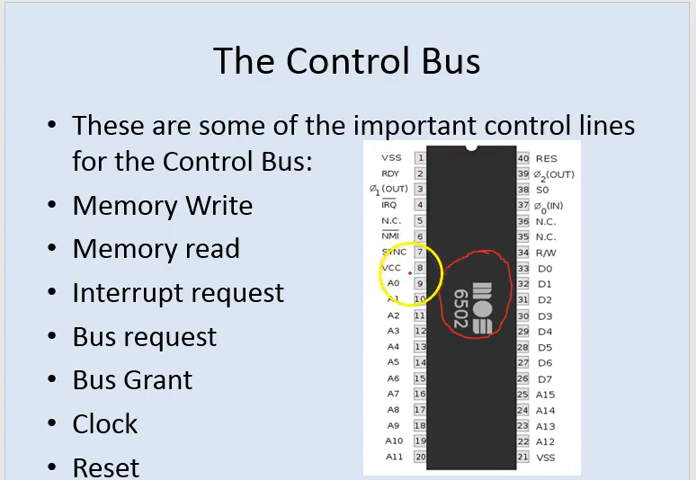 The Control Bus
• These are some of the important control lines
for the Control Bus:
• Memory Write
• Memory read
• Interrupt request
• Bus request
• Bus Grant
• Clock
• Reset
VSS 1 40 RES
RDY 2 39 Ø2(OUT)
Ø1(OUT) 3 38 SO
IRQ 4 37 Ø0(IN)
N.C. 5 36 N.C.
NMI 6 35 N.C.
SYNC 7 34 R/W
VCC 8 33 D0
A0 9 32 D1
A1 10 31 D2
A2 11 30 D3
A3 12 29 D4
A4 13 28 D5
A5 14 27 D6
A6 15 26 D7
A7 16 25 A15
A8 17 24 A14
A9 18 23 A13
A10 19 22 A12
A11 20 21 VSS
mos
6502